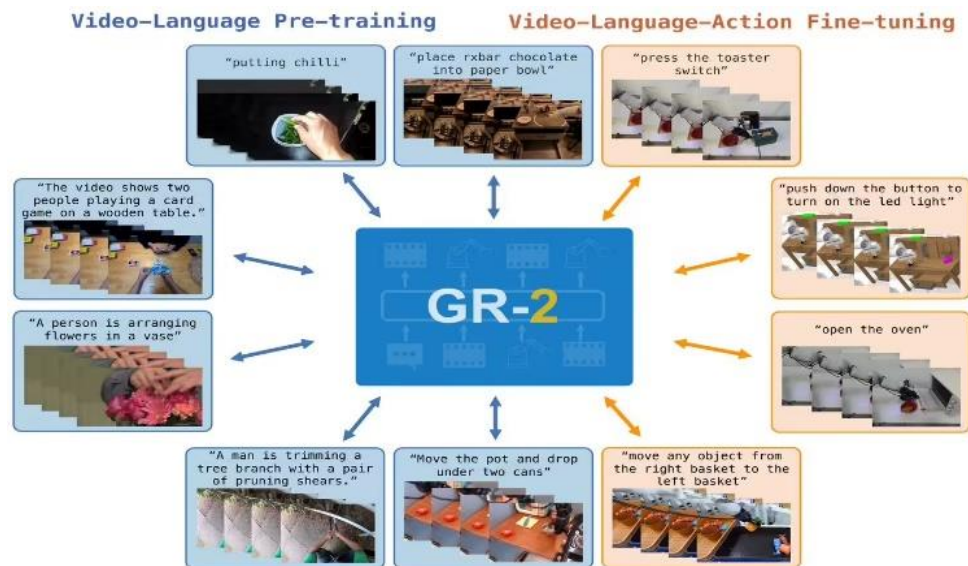 Video-Language Pre-training
Video-Language-Action Fine-tuning
“putting chilli”
“place rxbar chocolate
into paper bowl”
“press the toaster
switch”
“The video shows two
people playing a card
game on a wooden table.”
“push down the button to
turn on the led light”
GR-2
“A person is arranging
flowers in a vase”
“open the oven”
“A man is trimming a
tree branch with a pair
of pruning shears.”
“Move the pot and drop
under two cans”
“move any object from
the right basket to the
left basket”